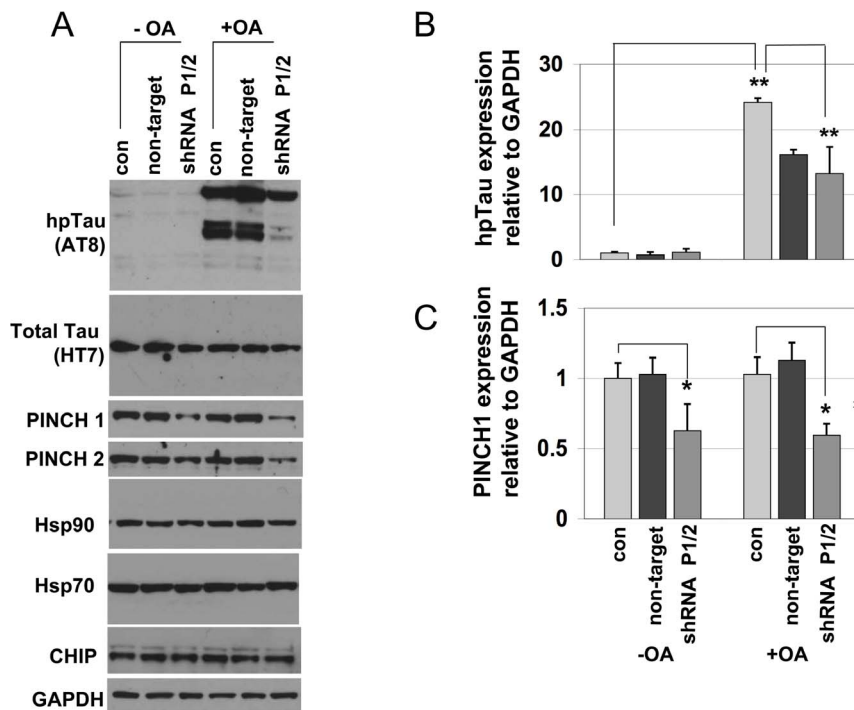 A
- OA
+OA
con
non-target
shRNA P1/2
con
non-target
shRNA P1/2
hpTau
(AT8)
Total Tau
(HT7)
PINCH 1
PINCH 2
Hsp90
Hsp70
CHIP
GAPDH
B
hpTau expression
relative to GAPDH
30
20
10
0
**
**
C
PINCH1 expression
relative to GAPDH
1.5
1
0.5
0
*
*
con
non-target
shRNA P1/2
con
non-target
shRNA P1/2
-OA
+OA